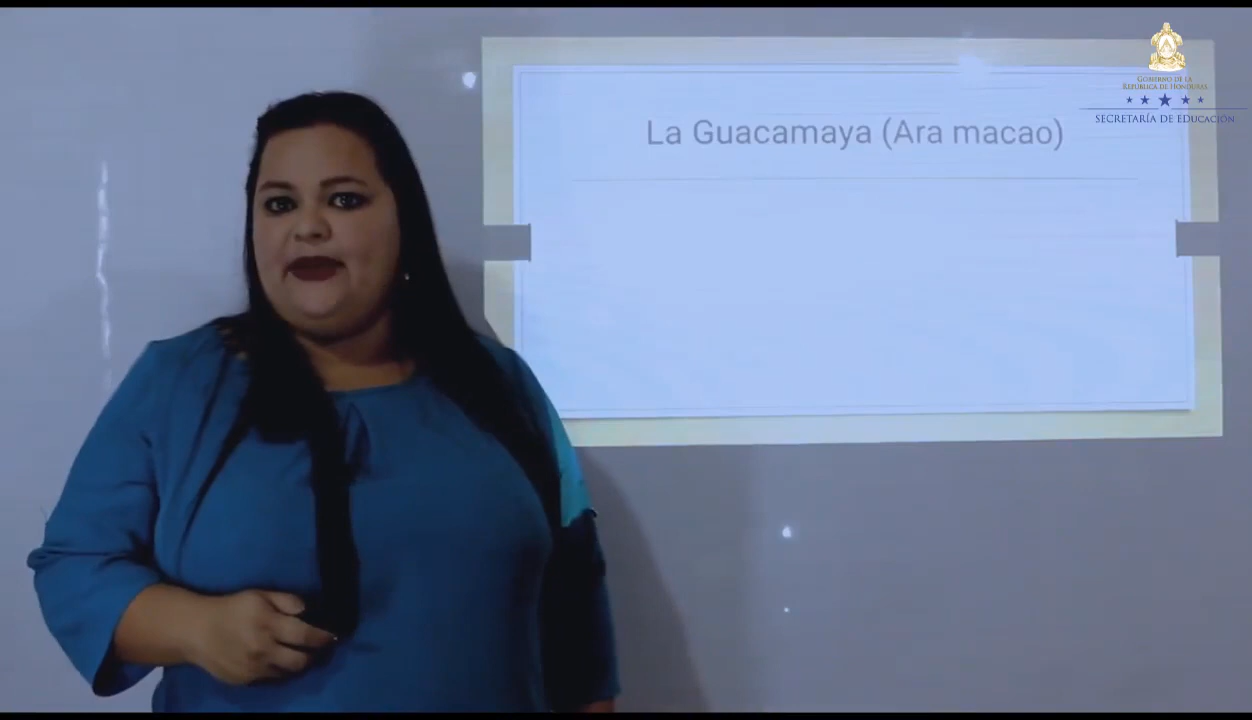 La Guacamaya (Ara macao)
GOBIERNO DE LA
REPÚBLICA DE HONDURAS
SECRETARÍA DE EDUCACIÓN